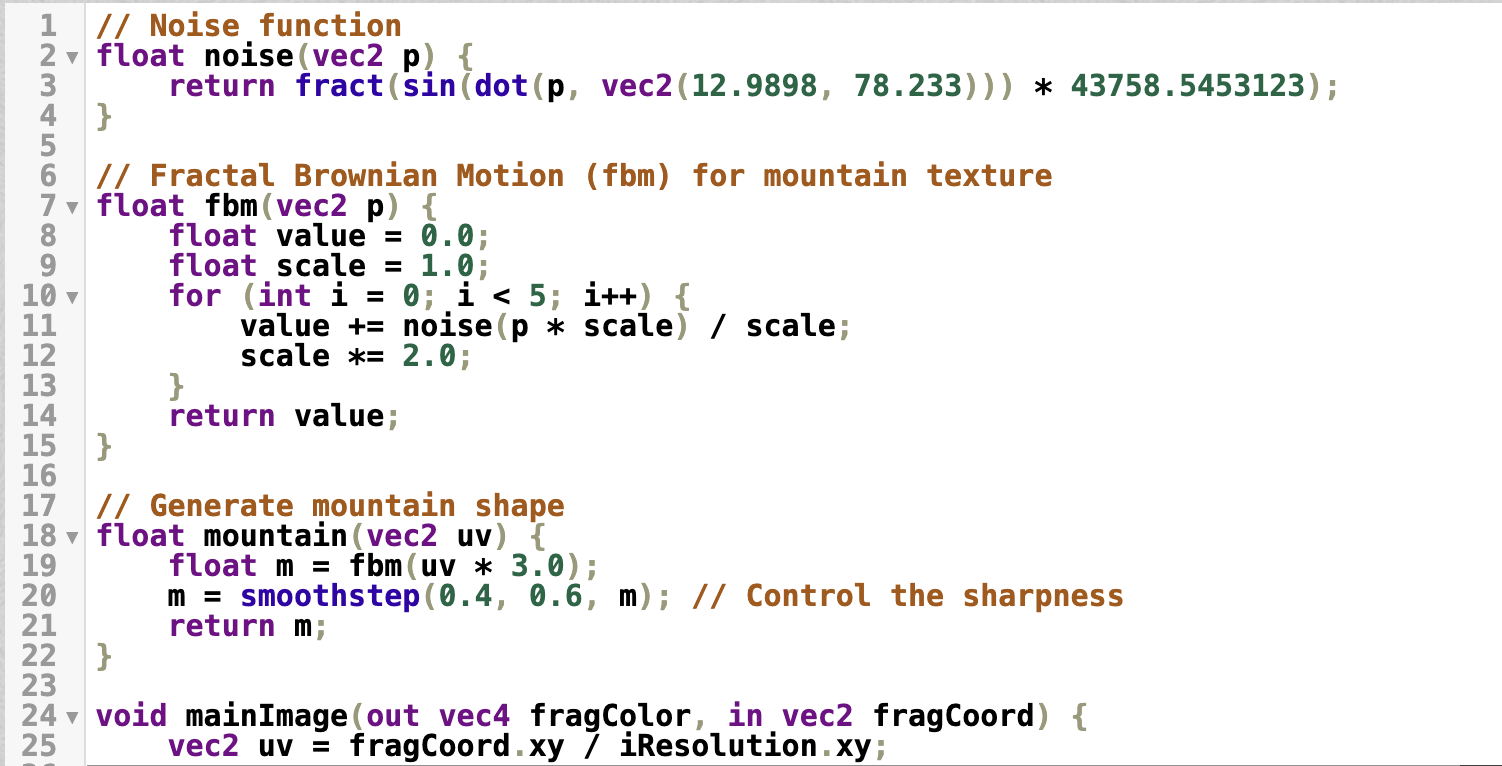 1 // Noise function
2 float noise(vec2 p) {
3     return fract(sin(dot(p, vec2(12.9898, 78.233))) * 43758.5453123);
4 }
5
6 // Fractal Brownian Motion (fbm) for mountain texture
7 float fbm(vec2 p) {
8     float value = 0.0;
9     float scale = 1.0;
10     for (int i = 0; i < 5; i++) {
11         value += noise(p * scale) / scale;
12         scale *= 2.0;
13     }
14     return value;
15 }
16
17 // Generate mountain shape
18 float mountain(vec2 uv) {
19     float m = fbm(uv * 3.0);
20     m = smoothstep(0.4, 0.6, m); // Control the sharpness
21     return m;
22 }
23
24 void mainImage(out vec4 fragColor, in vec2 fragCoord) {
25     vec2 uv = fragCoord.xy / iResolution.xy;